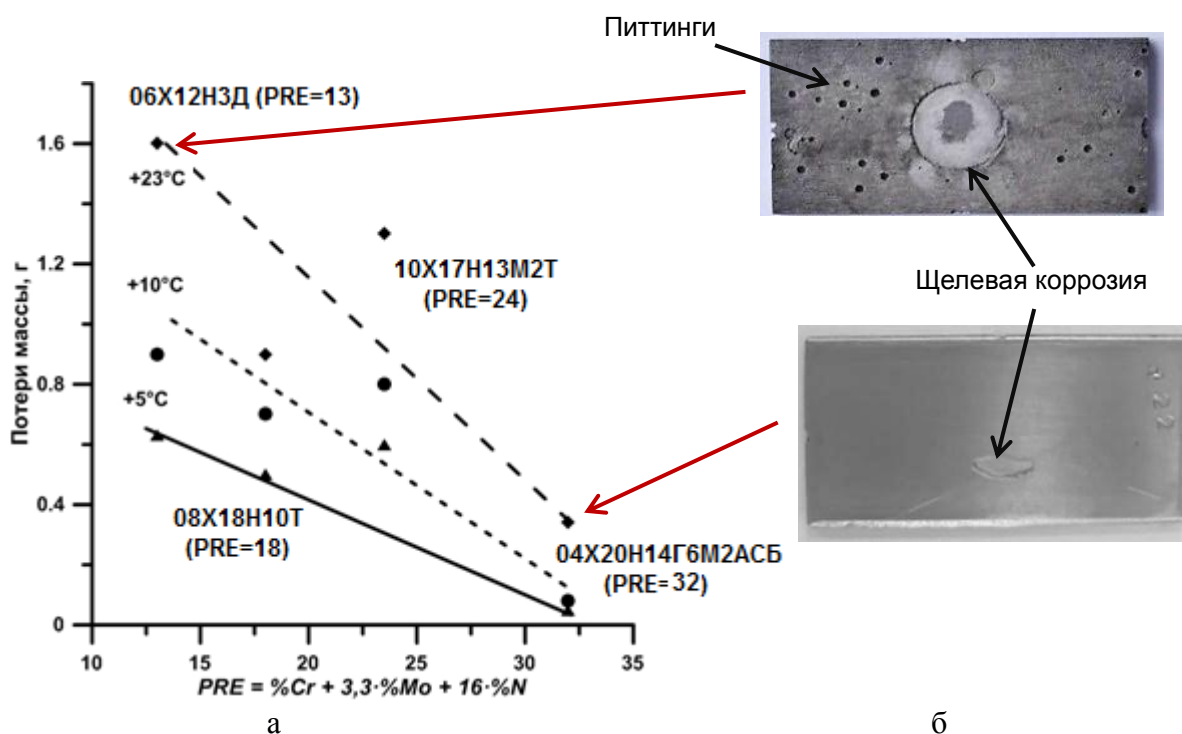 Питтинги
06Х12Н3Д (PRE=13)
1.6
+23°C
1.2
10Х17Н13М2Т
(PRE=24)
Щелевая коррозия
+10°C
0.8
+5°C
Потери массы, г
0.4
08Х18Н10Т
(PRE=18)
04Х20Н14Г6М2АСБ
(PRE=32)
0
10
15
20
25
30
35
PRE = %Cr + 3,3·%Mo + 16·%N
а
б